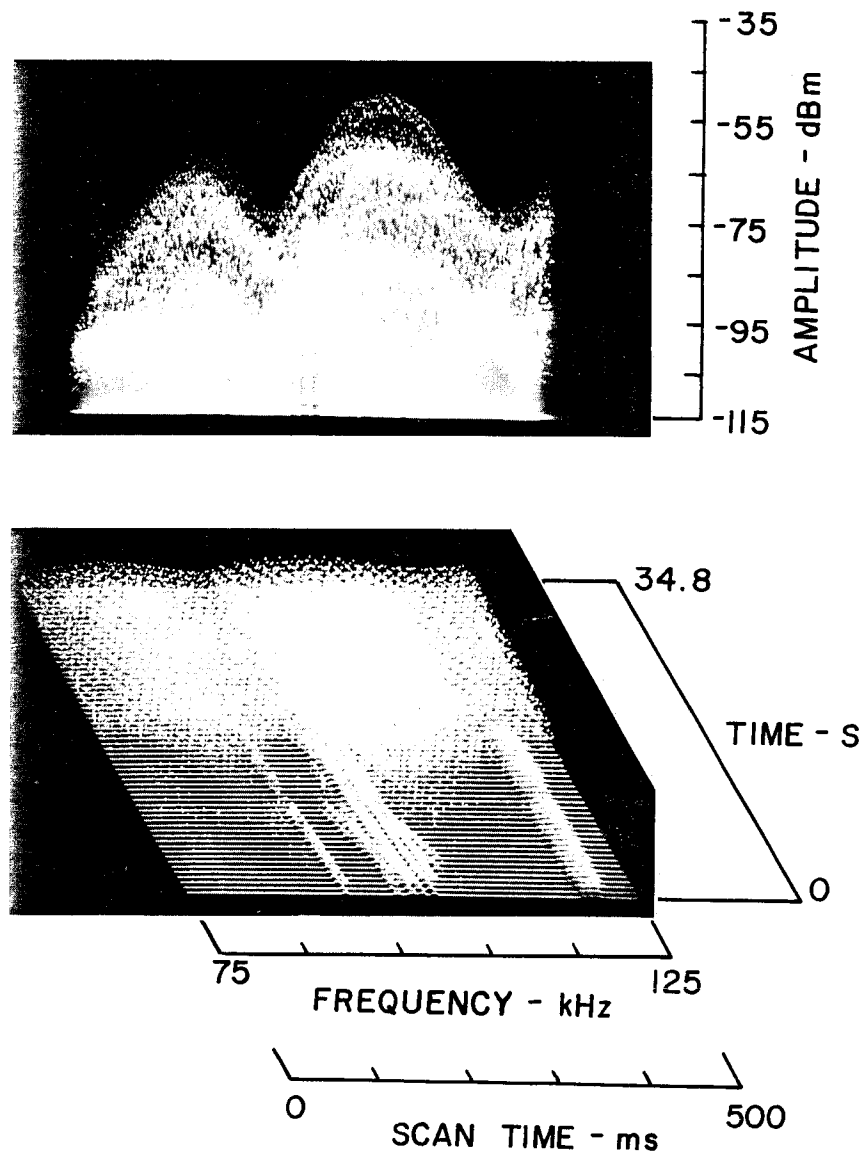 -35
-55
-75
-95
-115
AMPLITUDE - dBm
34.8
TIME - S
0
75
125
FREQUENCY - kHz
0
500
SCAN TIME - ms